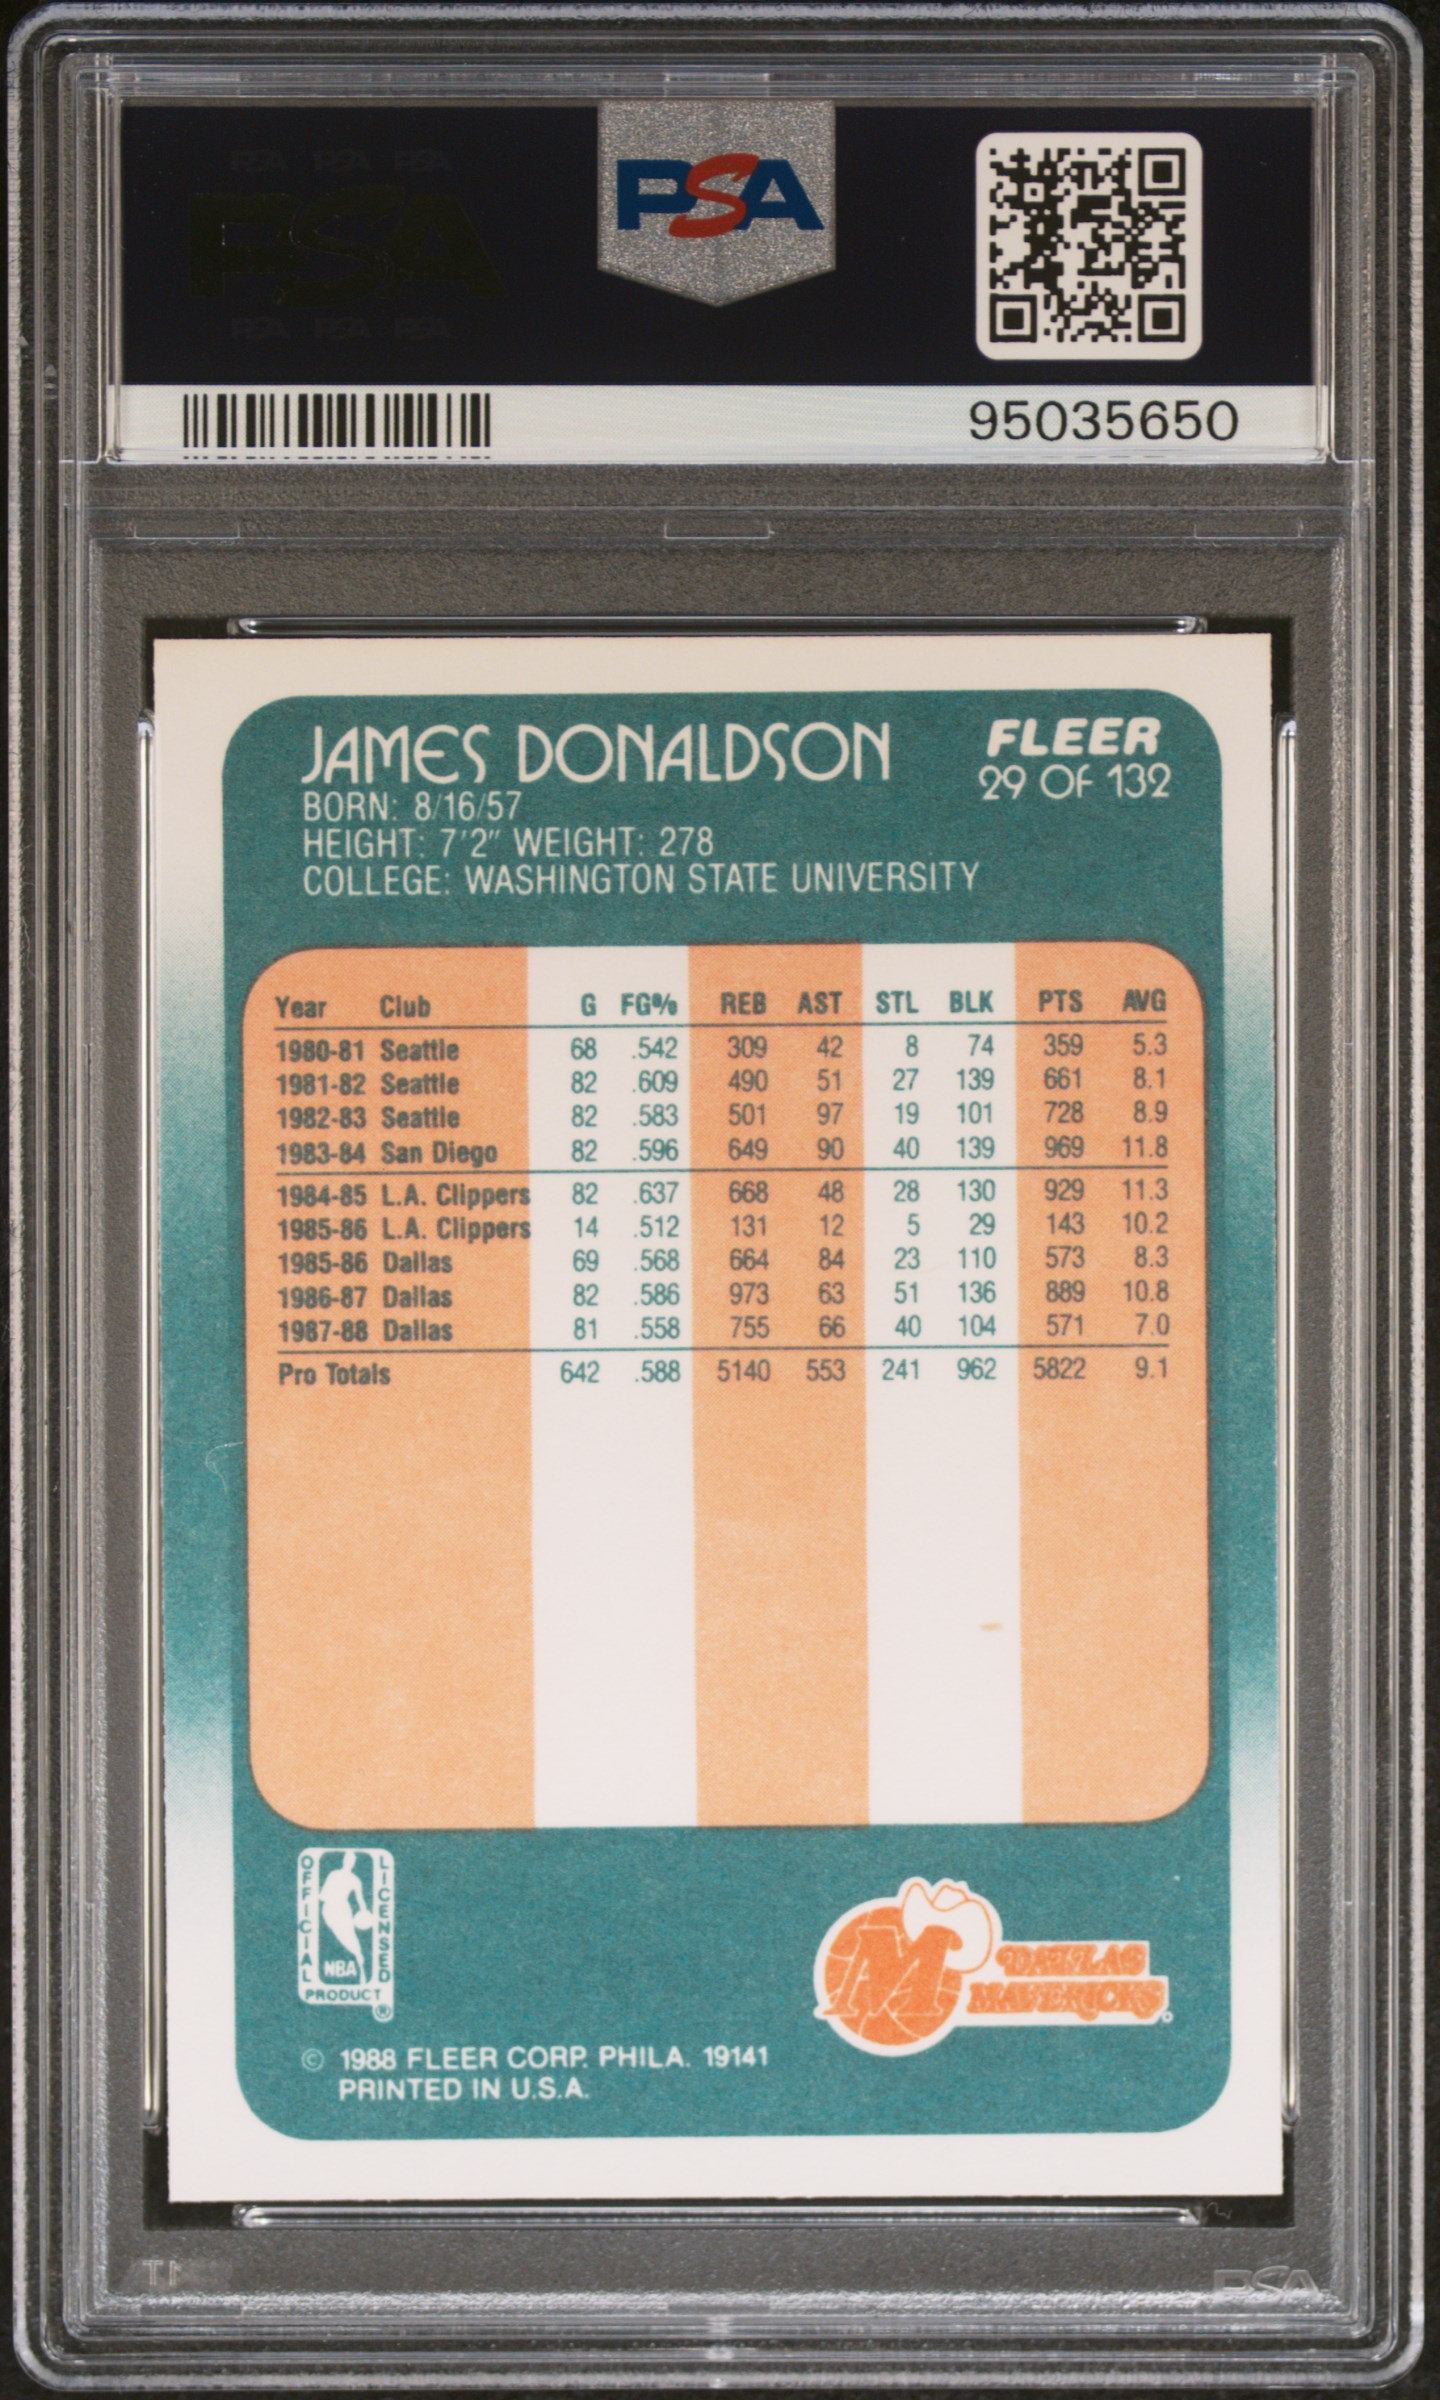 PSA PSA PSA
PSA
PSA PSA PSA
PSA
95035650
JAMES DONALDSON
FLEER
29 OF 132
BORN: 8/16/57
HEIGHT: 7'2" WEIGHT: 278
COLLEGE: WASHINGTON STATE UNIVERSITY
Year Club G FG% REB AST STL BLK PTS AVG
1980-81 Seattle 68 .542 309 42 8 74 359 5.3
1981-82 Seattle 82 .609 490 51 27 139 661 8.1
1982-83 Seattle 82 .583 501 97 19 101 728 8.9
1983-84 San Diego 82 .596 649 90 40 139 969 11.8
1984-85 L.A. Clippers 82 .637 668 48 28 130 929 11.3
1985-86 L.A. Clippers 14 .512 131 12 5 29 143 10.2
1985-86 Dallas 69 .568 664 84 23 110 573 8.3
1986-87 Dallas 82 .586 973 63 51 136 889 10.8
1987-88 Dallas 81 .558 755 66 40 104 571 7.0
Pro Totals 642 .588 5140 553 241 962 5822 9.1
OFFICIAL LICENSED
NBA
PRODUCT ®
M DALLAS
MAVERICKS
© 1988 FLEER CORP. PHILA. 19141
PRINTED IN U.S.A.
PSA